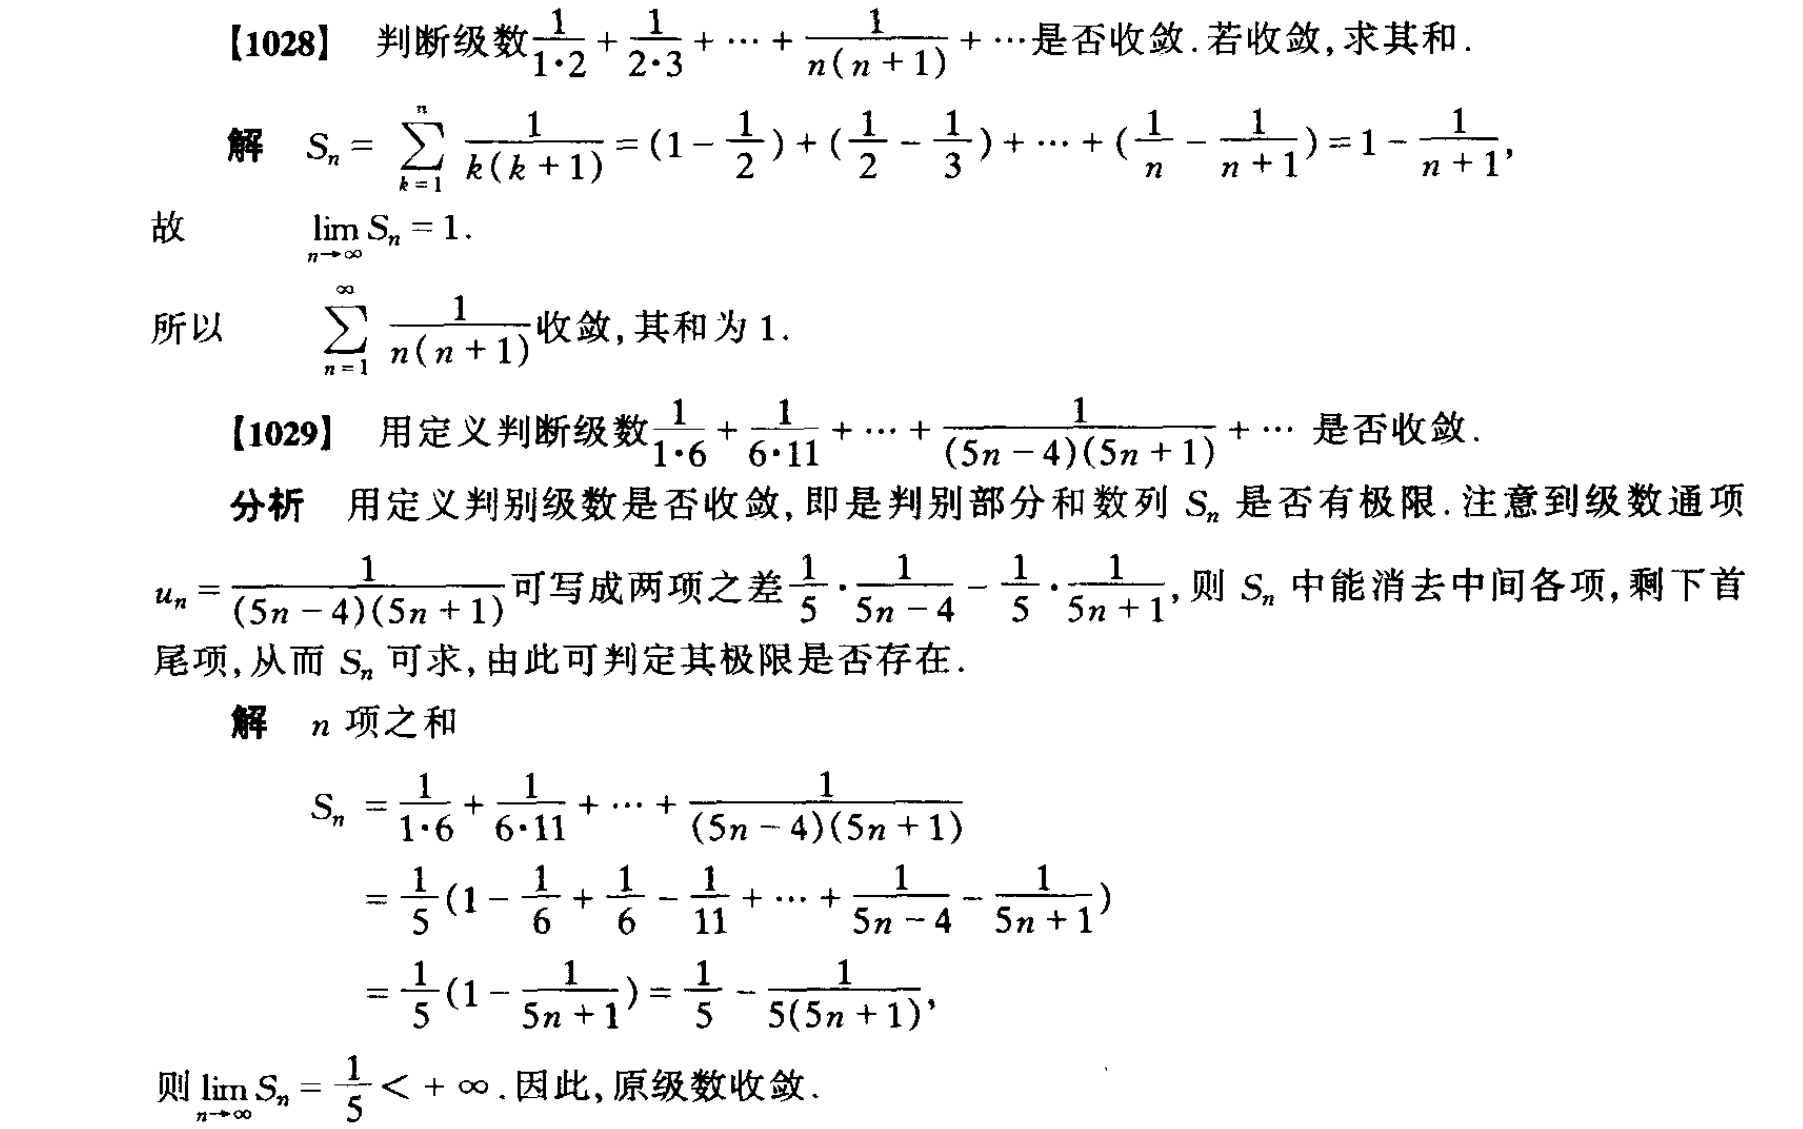 【1028】 判断级数$\frac{1}{1·2}+\frac{1}{2·3}+\cdots+\frac{1}{n(n+1)}+\cdots$是否收敛.若收敛,求其和.
解 $S_n=\sum_{k=1}^{n}\frac{1}{k(k+1)}=(1-\frac{1}{2})+(\frac{1}{2}-\frac{1}{3})+\cdots+(\frac{1}{n}-\frac{1}{n+1})=1-\frac{1}{n+1}$,
故 $\lim_{n\to\infty}S_n=1$.
所以 $\sum_{n=1}^{\infty}\frac{1}{n(n+1)}$收敛,其和为 1.
【1029】 用定义判断级数$\frac{1}{1·6}+\frac{1}{6·11}+\cdots+\frac{1}{(5n-4)(5n+1)}+\cdots$ 是否收敛.
分析 用定义判别级数是否收敛,即是判别部分和数列 $S_n$ 是否有极限.注意到级数通项
$u_n=\frac{1}{(5n-4)(5n+1)}$可写成两项之差$\frac{1}{5}·\frac{1}{5n-4}-\frac{1}{5}·\frac{1}{5n+1}$,则 $S_n$ 中能消去中间各项,剩下首
尾项,从而 $S_n$ 可求,由此可判定其极限是否存在.
解 n 项之和
$S_n=\frac{1}{1·6}+\frac{1}{6·11}+\cdots+\frac{1}{(5n-4)(5n+1)}$
$=\frac{1}{5}(1-\frac{1}{6}+\frac{1}{6}-\frac{1}{11}+\cdots+\frac{1}{5n-4}-\frac{1}{5n+1})$
$=\frac{1}{5}(1-\frac{1}{5n+1})=\frac{1}{5}-\frac{1}{5(5n+1)}$,
则$\lim_{n\to\infty}S_n=\frac{1}{5}<+\infty$.因此,原级数收敛.